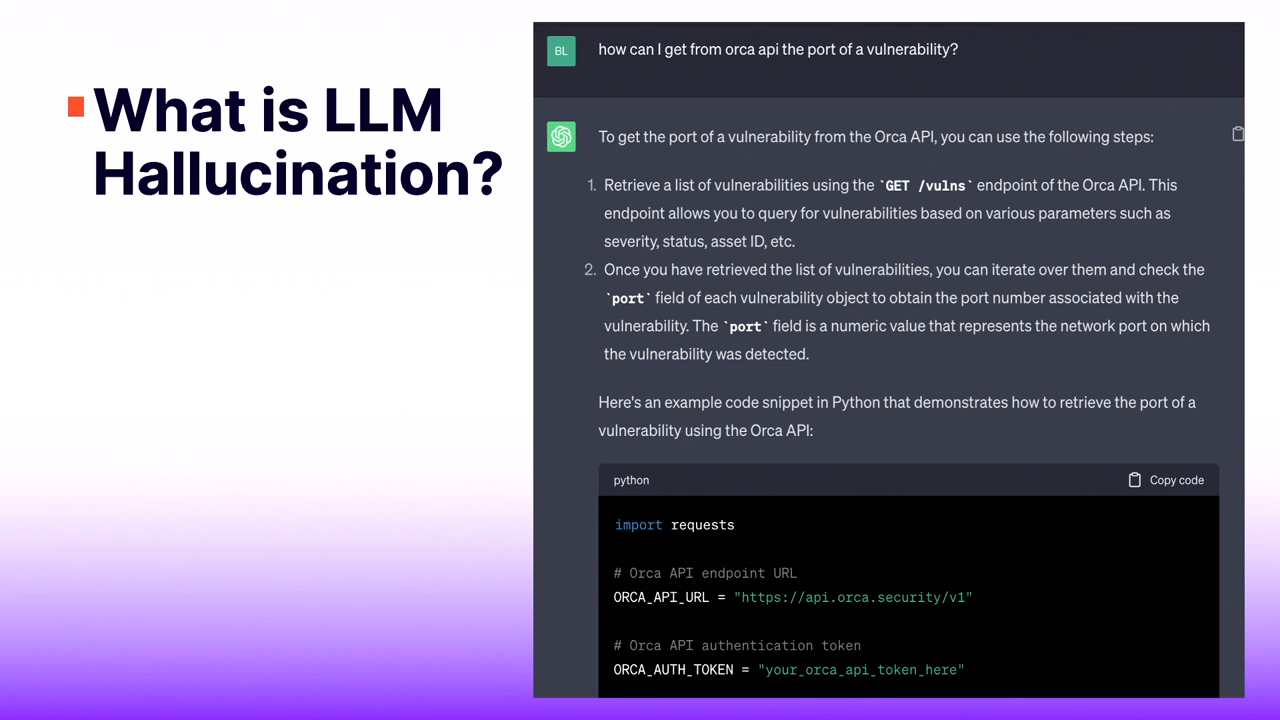 What is LLM
Hallucination?
BL
how can I get from orca api the port of a vulnerability?
To get the port of a vulnerability from the Orca API, you can use the following steps:
1. Retrieve a list of vulnerabilities using the `GET /vulns` endpoint of the Orca API. This
endpoint allows you to query for vulnerabilities based on various parameters such as
severity, status, asset ID, etc.
2. Once you have retrieved the list of vulnerabilities, you can iterate over them and check the
`port` field of each vulnerability object to obtain the port number associated with the
vulnerability. The `port` field is a numeric value that represents the network port on which
the vulnerability was detected.
Here's an example code snippet in Python that demonstrates how to retrieve the port of a
vulnerability using the Orca API:
python
Copy code
import requests
# Orca API endpoint URL
ORCA_API_URL = "https://api.orca.security/v1"
# Orca API authentication token
ORCA_AUTH_TOKEN = "your_orca_api_token_here"